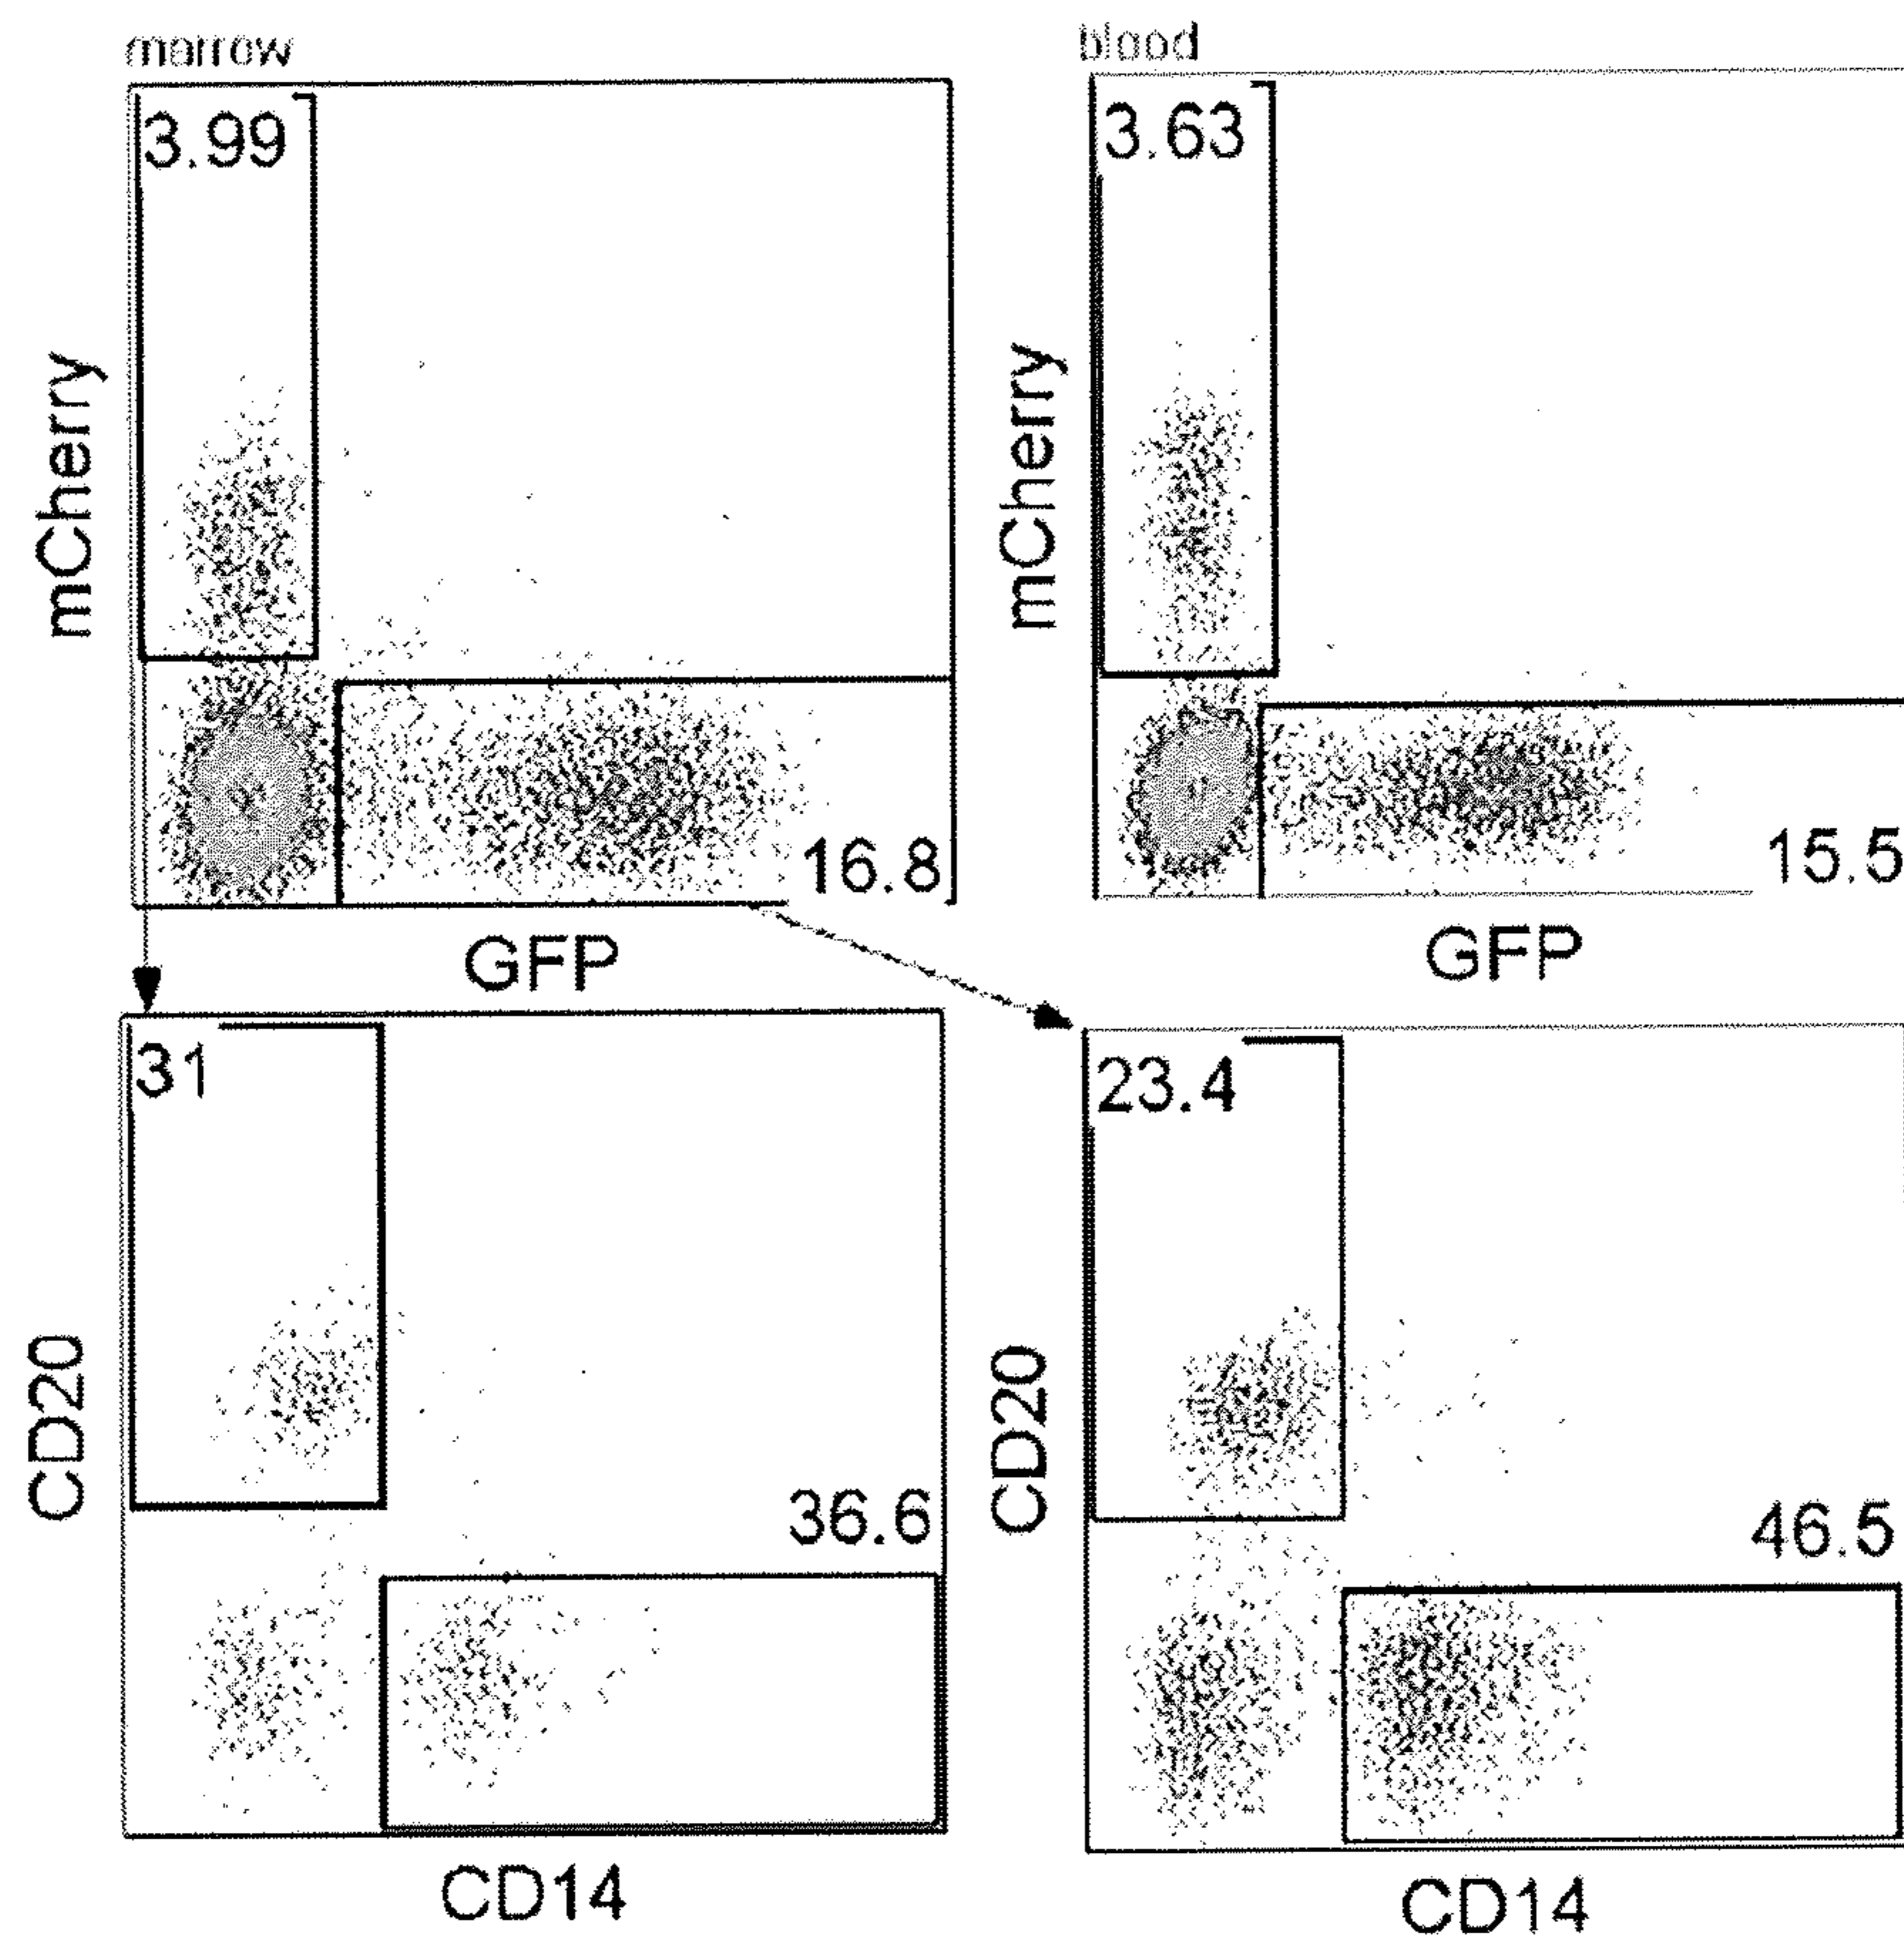 marrow
3.99
mCherry
16.8
GFP
blood
3.63
mCherry
15.5
GFP
31
CD20
36.6
CD14
23.4
CD20
46.5
CD14